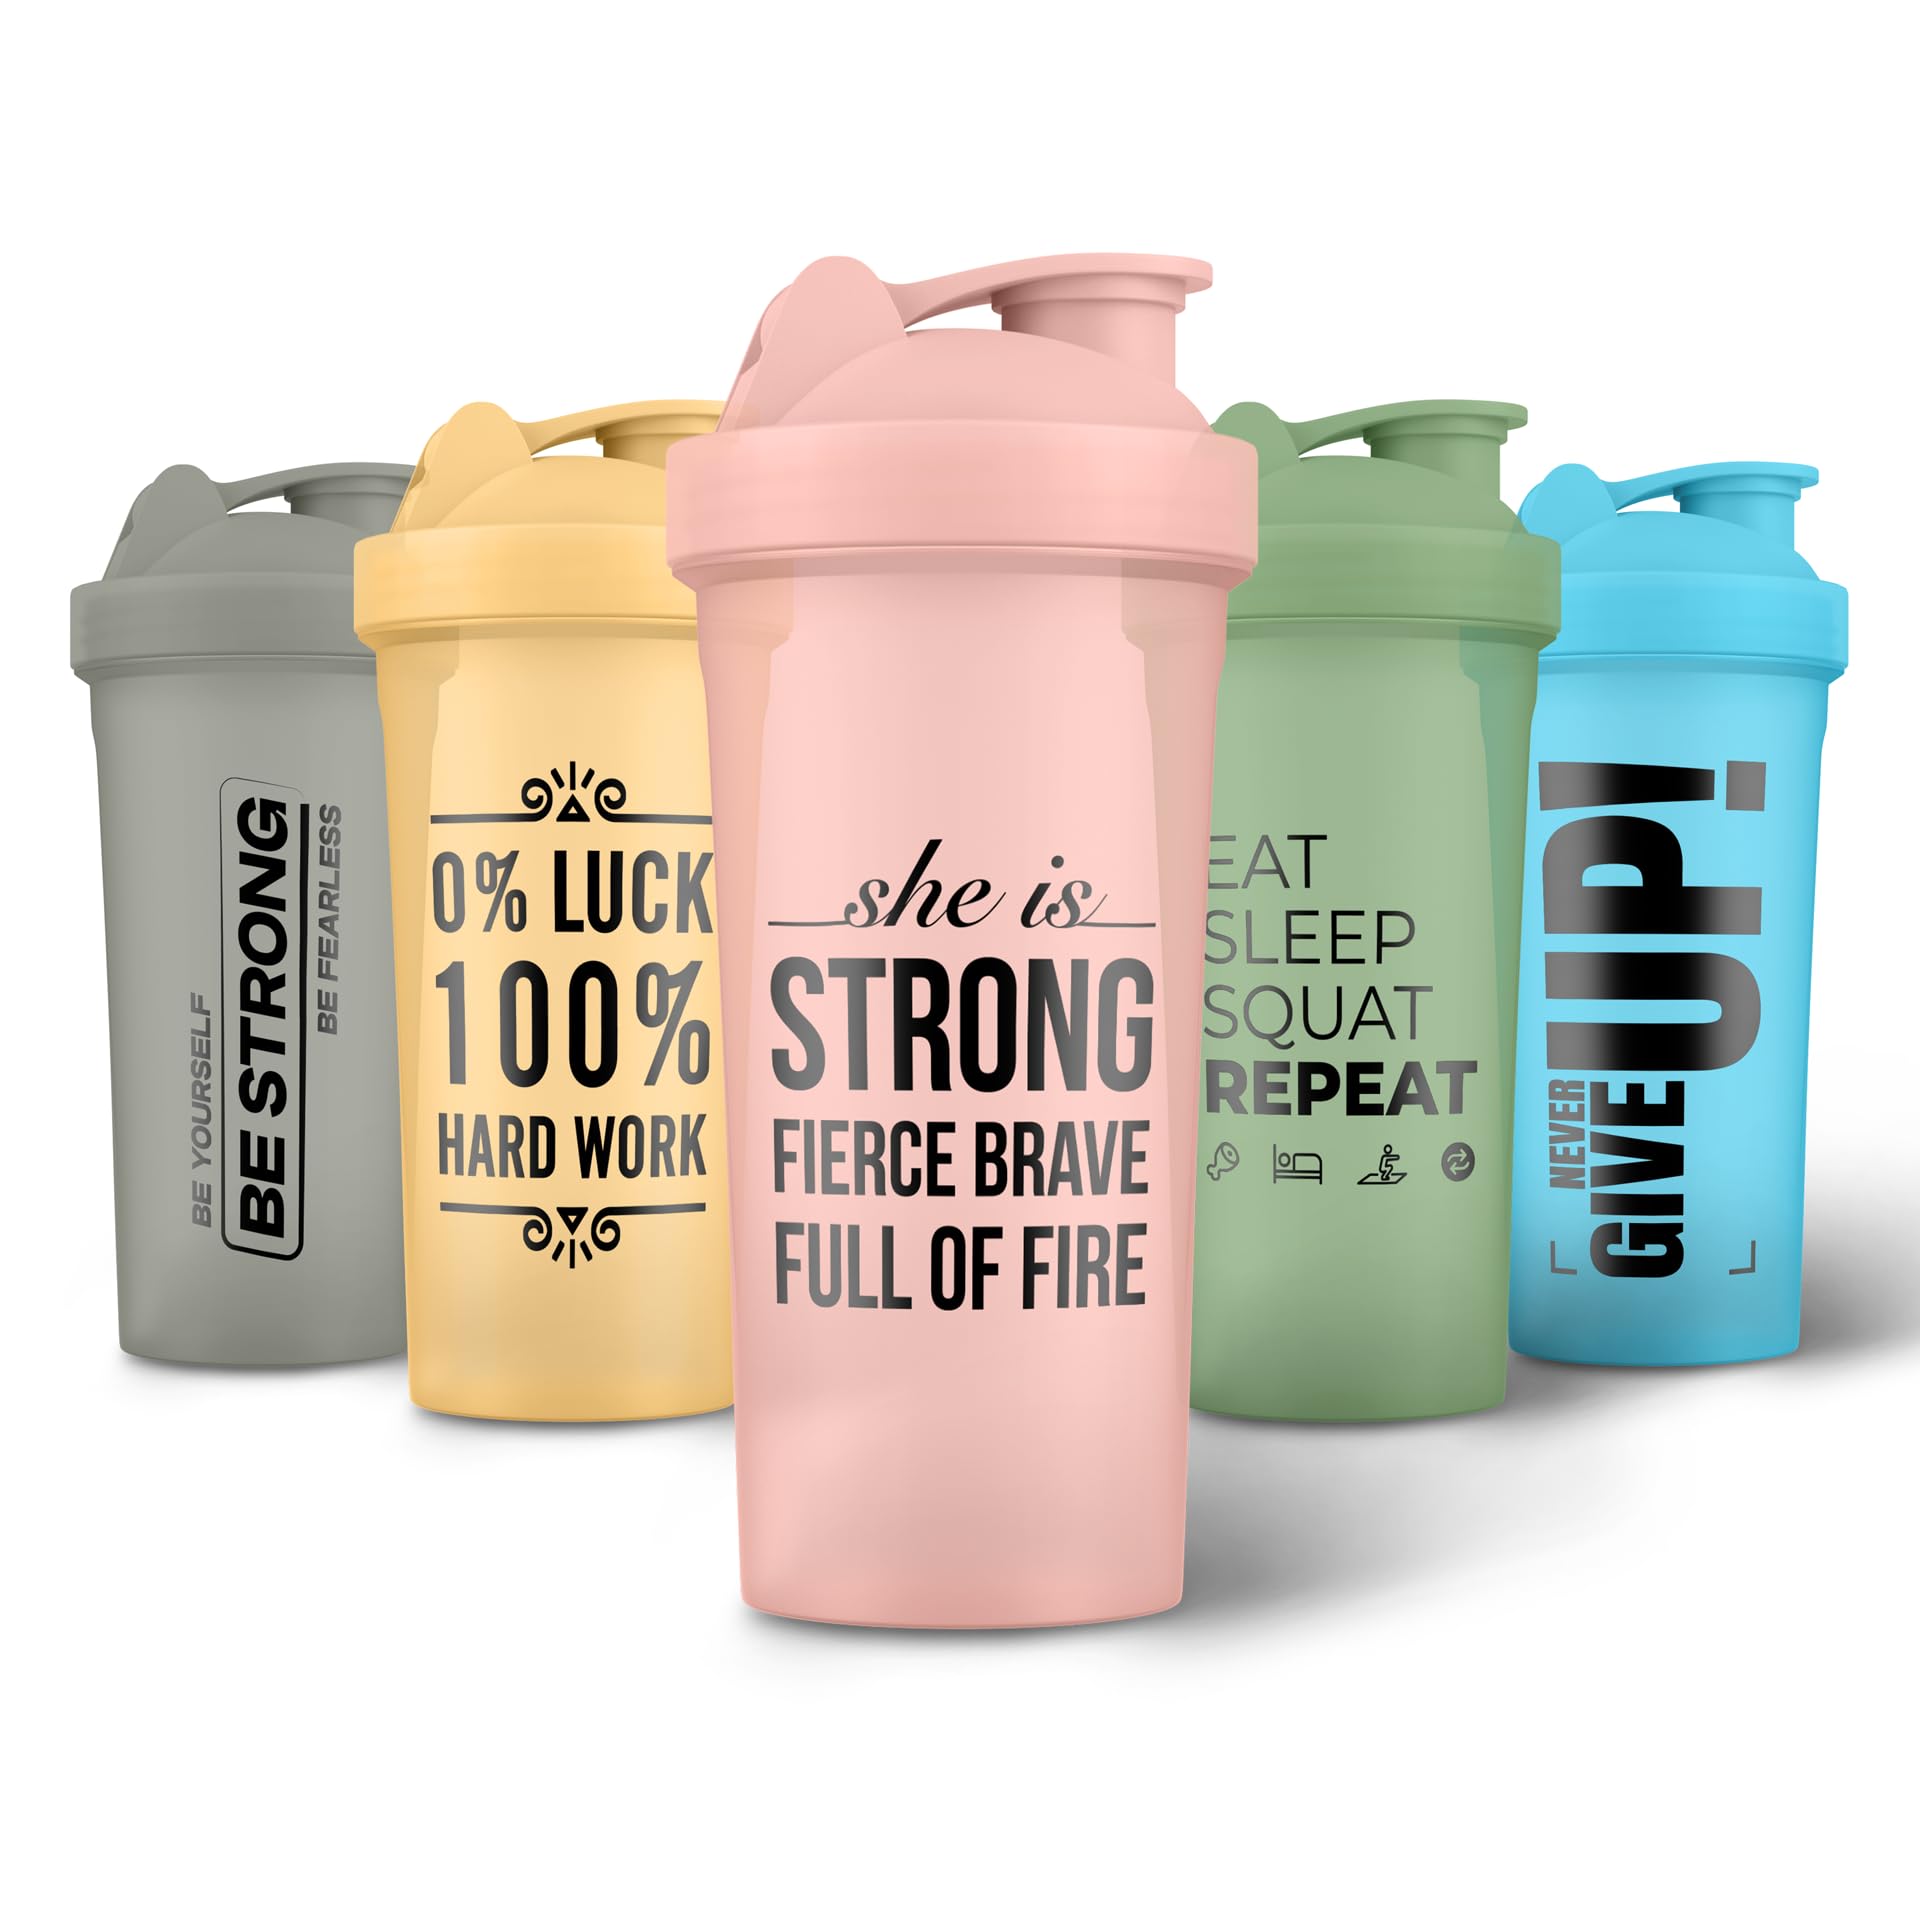 BE YOURSELF
BE STRONG
BE FEARLESS
0% LUCK
100%
HARD WORK
she is
STRONG
FIERCE BRAVE
FULL OF FIRE
EAT
SLEEP
SQUAT
REPEAT
NEVER
GIVE
UP!